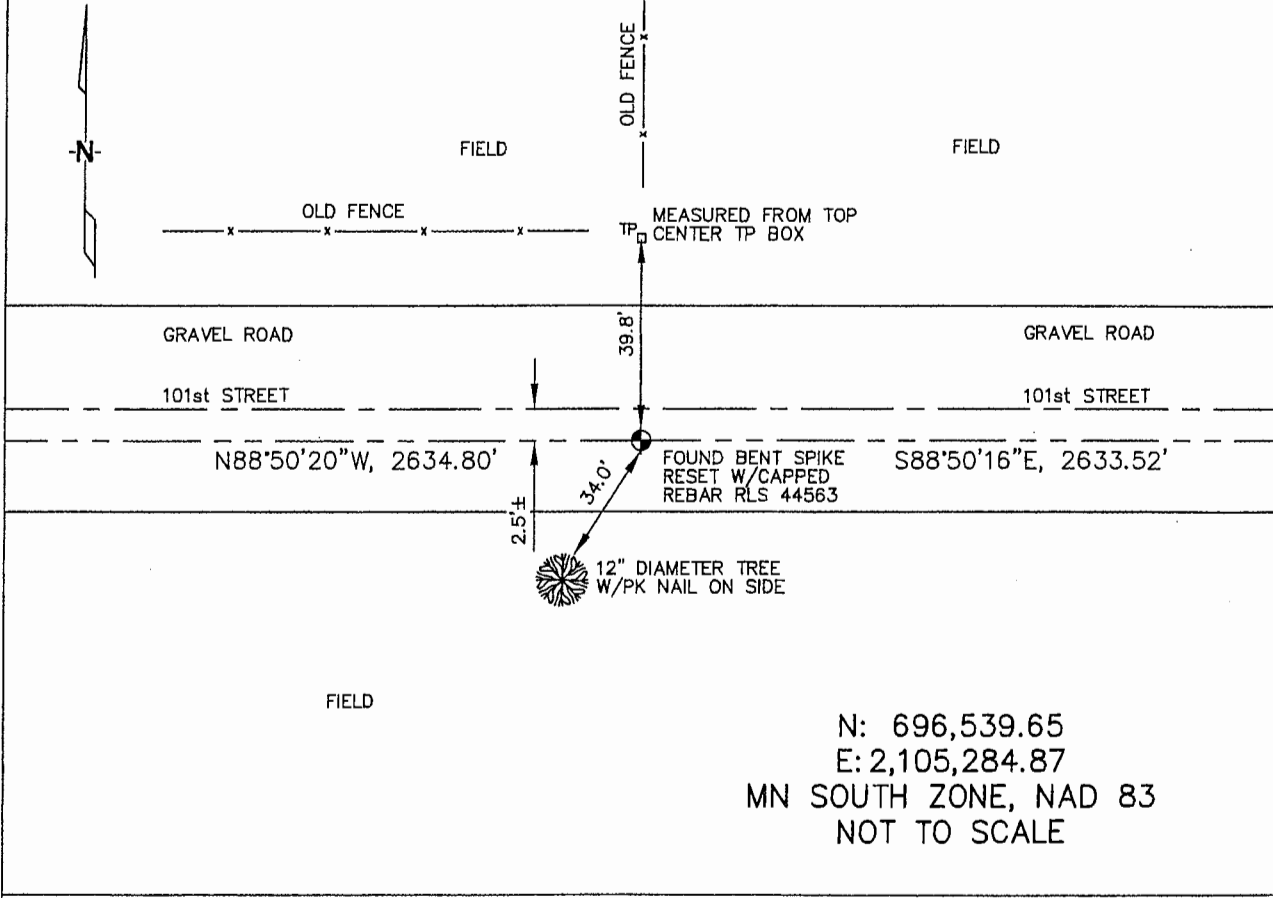 OLD FENCE
-N-
FIELD
FIELD
OLD FENCE
TP
MEASURED FROM TOP
CENTER TP BOX
39.8'
GRAVEL ROAD
GRAVEL ROAD
101st STREET
101st STREET
N88°50'20"W, 2634.80'
FOUND BENT SPIKE
RESET W/CAPPED
REBAR RLS 44563
S88°50'16"E, 2633.52'
34.0'
2.5'±
12" DIAMETER TREE
W/PK NAIL ON SIDE
FIELD
N: 696,539.65
E: 2,105,284.87
MN SOUTH ZONE, NAD 83
NOT TO SCALE